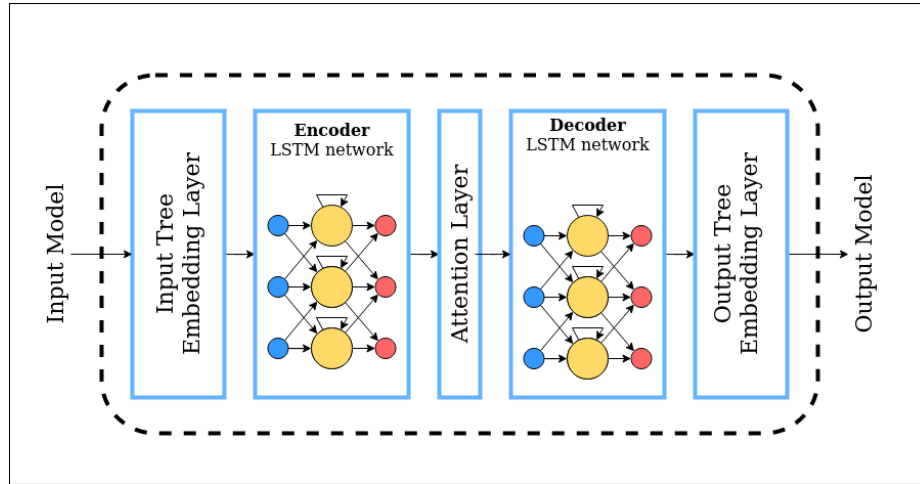 Input Model
Input Tree
Embedding Layer
Encoder
LSTM network
Attention Layer
Decoder
LSTM network
Output Tree
Embedding Layer
Output Model